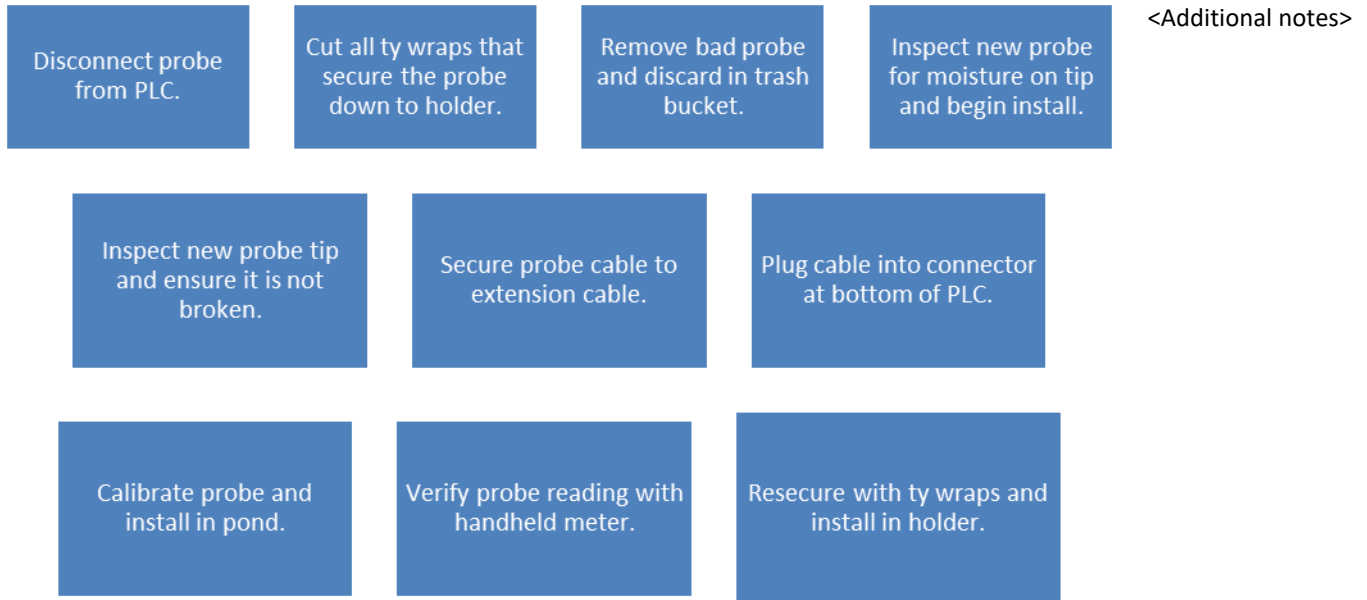 Disconnect probe
from PLC.
Cut all ty wraps that
secure the probe
down to holder.
Remove bad probe
and discard in trash
bucket.
Inspect new probe
for moisture on tip
and begin install.
<Additional notes>
Inspect new probe tip
and ensure it is not
broken.
Secure probe cable to
extension cable.
Plug cable into connector
at bottom of PLC.
Calibrate probe and
install in pond.
Verify probe reading with
handheld meter.
Resecure with ty wraps and
install in holder.